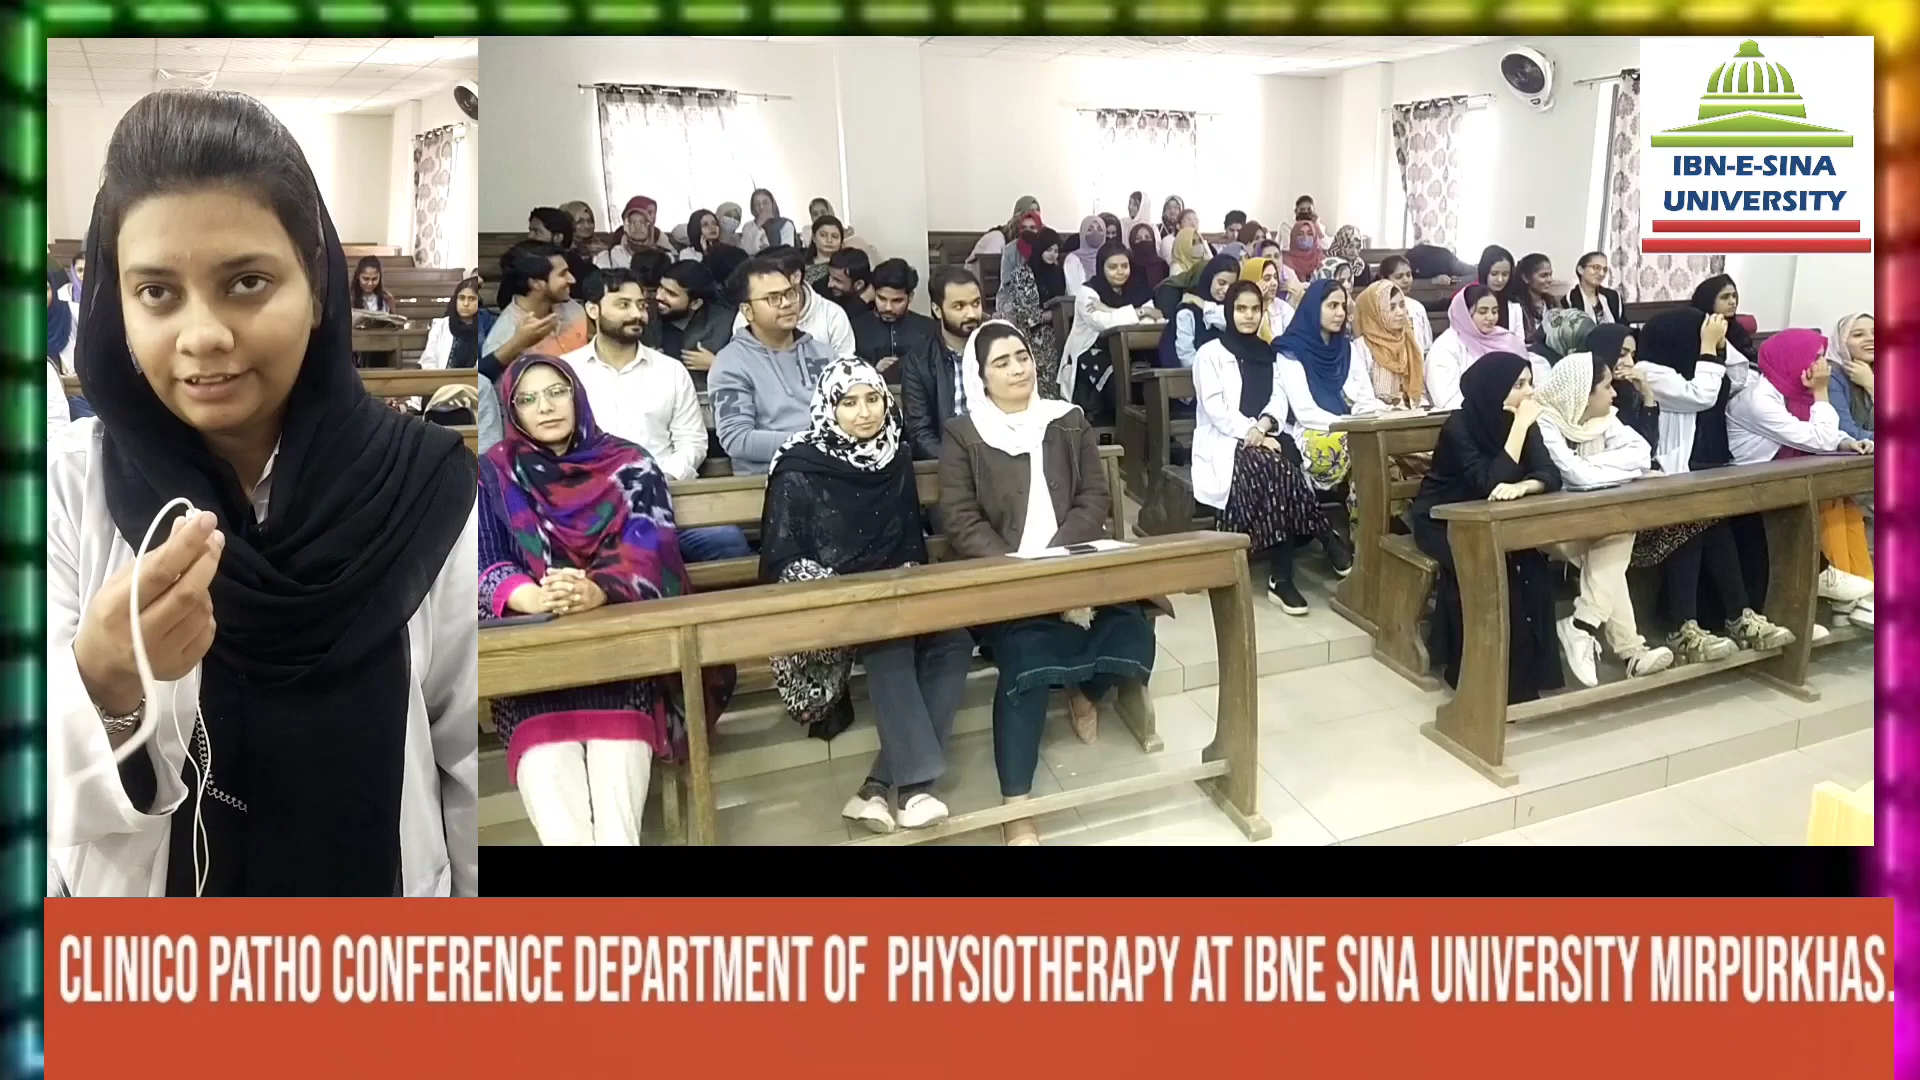 IBN-E-SINA
UNIVERSITY
CLINICO PATHO CONFERENCE DEPARTMENT OF PHYSIOTHERAPY AT IBNE SINA UNIVERSITY MIRPURKHAS.